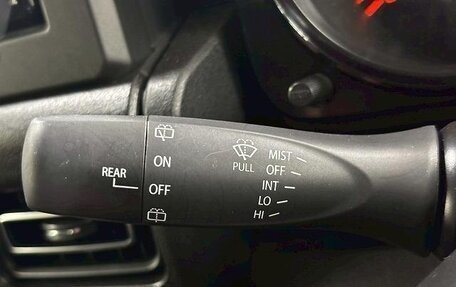 REAR
ON
OFF
PULL
MIST
OFF
INT
LO
HI